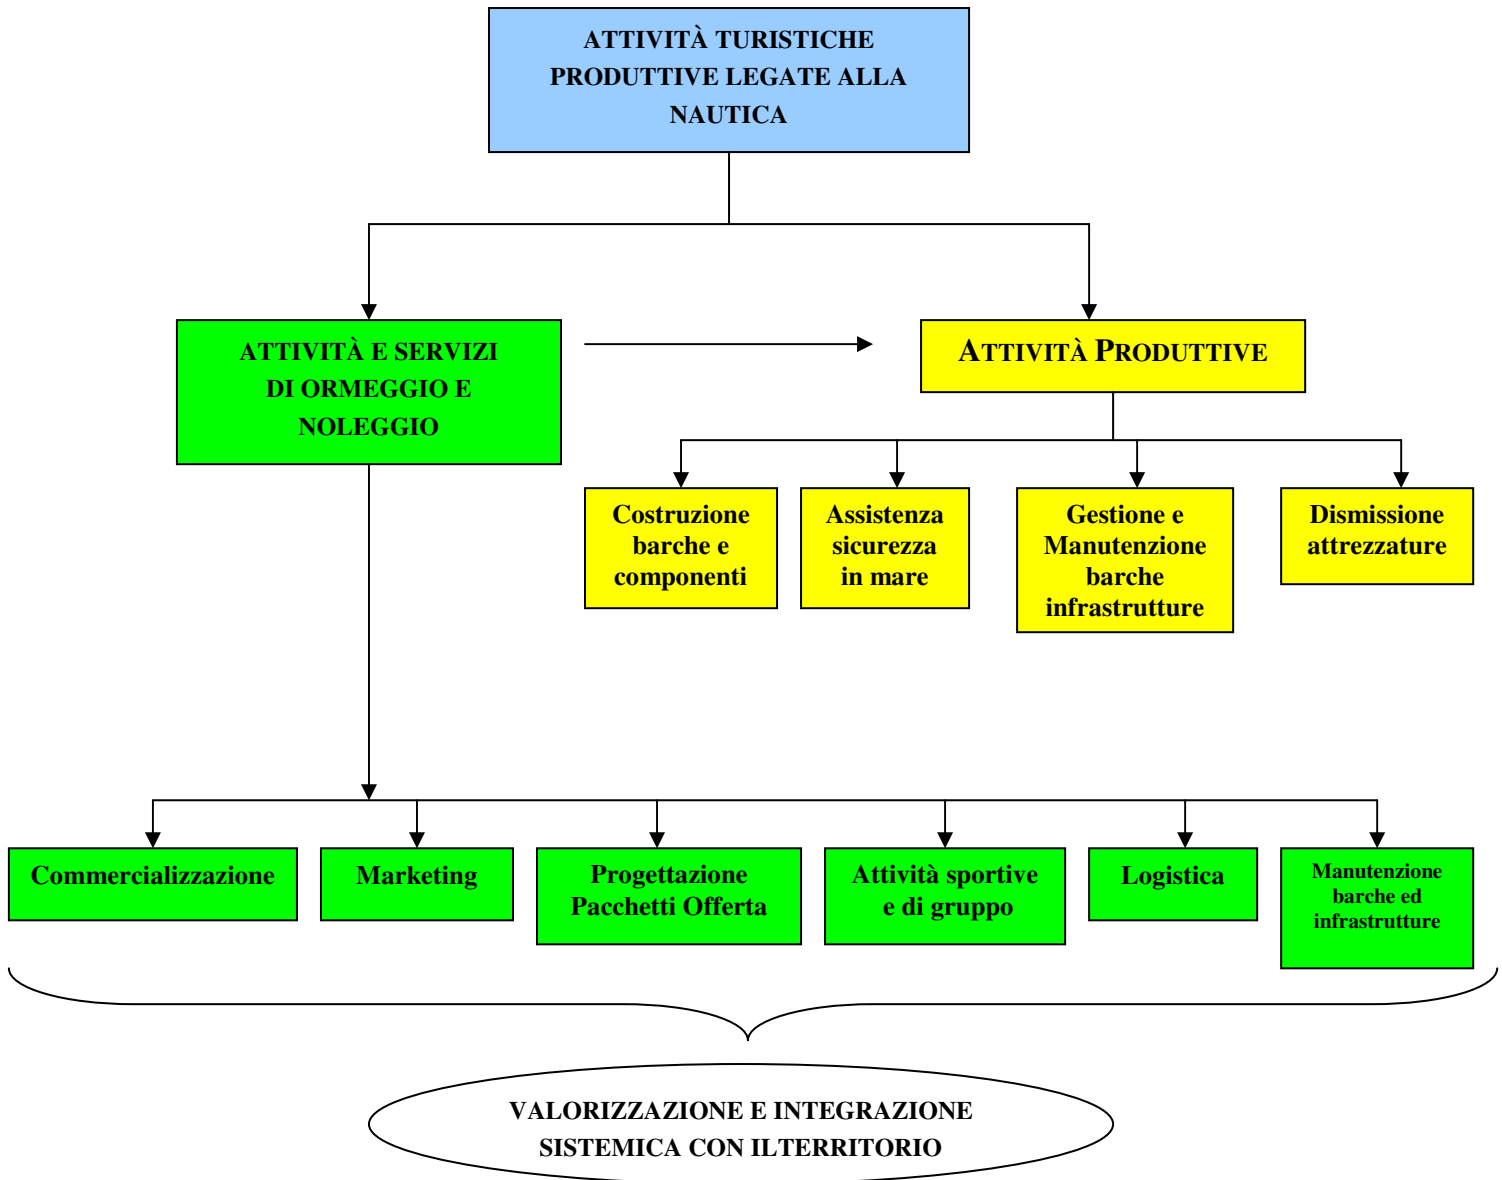 ATTIVITÀ TURISTICHE
PRODUTTIVE LEGATE ALLA
NAUTICA
ATTIVITÀ E SERVIZI
DI ORMEGGIO E
NOLEGGIO
ATTIVITÀ PRODUTTIVE
Costruzione
barche e
componenti
Assistenza
sicurezza
in mare
Gestione e
Manutenzione
barche
infrastrutture
Dismissione
attrezzature
Commercializzazione
Marketing
Progettazione
Pacchetti Offerta
Attività sportive
e di gruppo
Logistica
Manutenzione
barche ed
infrastrutture
VALORIZZAZIONE E INTEGRAZIONE
SISTEMICA CON ILTERRITORIO